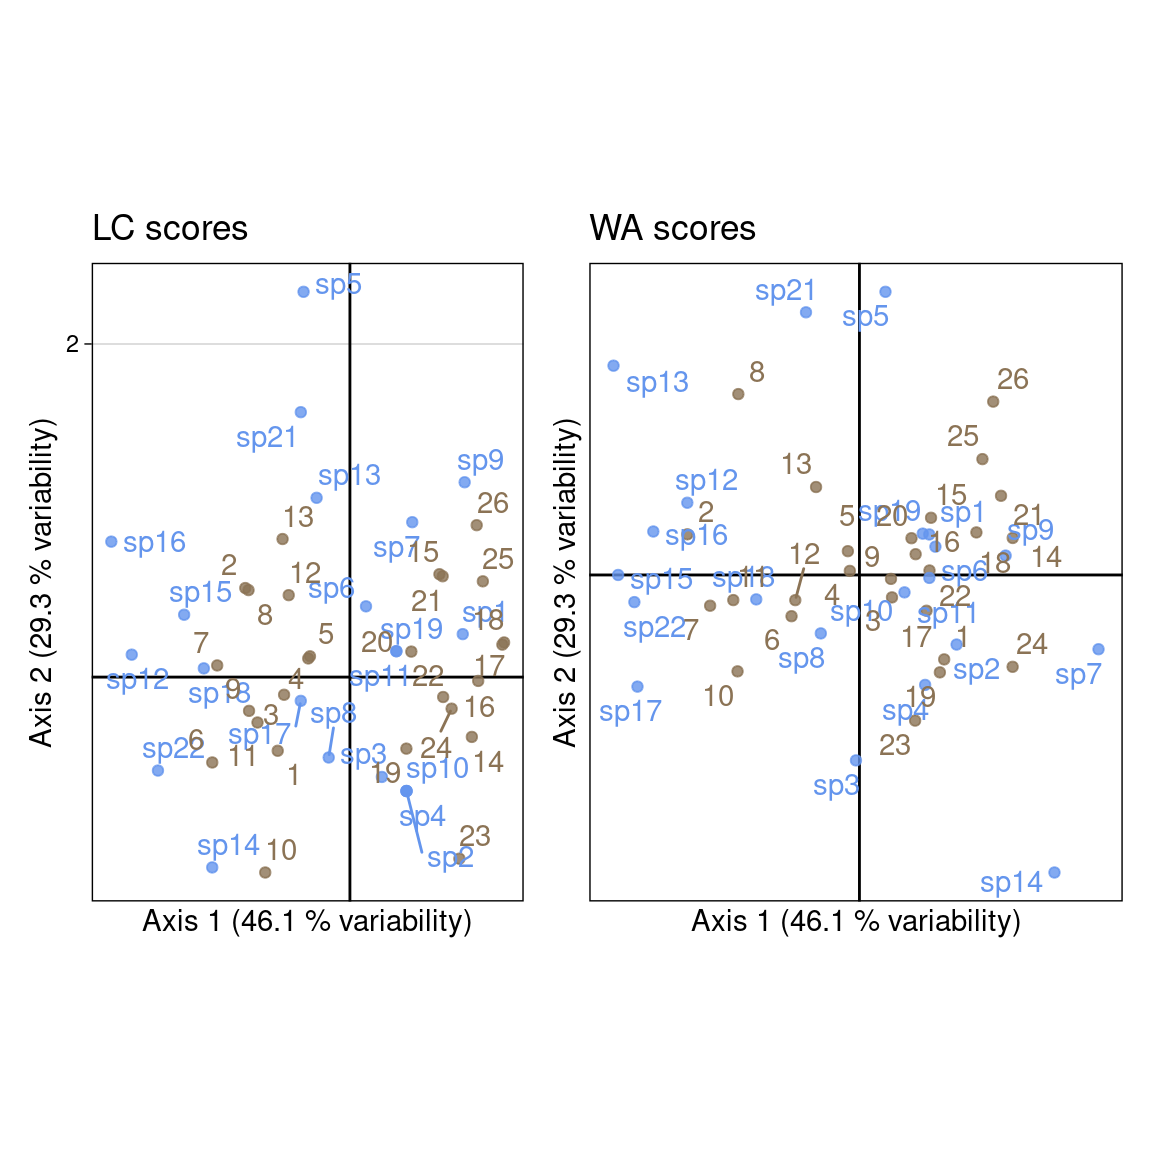 LC scores
WA scores
sp5
2
sp21
sp13
sp9
26
13
sp16
sp7
15
25
2
12
sp6
sp15
8
21
sp1
18
5
sp19
20
7
17
sp12
sp11
22
4
9
sp18
3
sp8
16
sp17
6
sp22
11
sp3
24
1
19
sp10
14
sp4
23
sp14
10
sp2
Axis 1 (46.1 % variability)
Axis 2 (29.3 % variability)
sp21
sp5
sp13
8
26
25
13
sp12
15
2
5
sp19
20
sp1
21
sp9
sp16
16
12
9
18
14
sp15
sp18
11
sp6
4
22
sp10
sp11
3
sp22
7
6
17
1
24
sp8
sp2
sp7
10
19
sp17
sp4
23
sp3
sp14
Axis 1 (46.1 % variability)
Axis 2 (29.3 % variability)